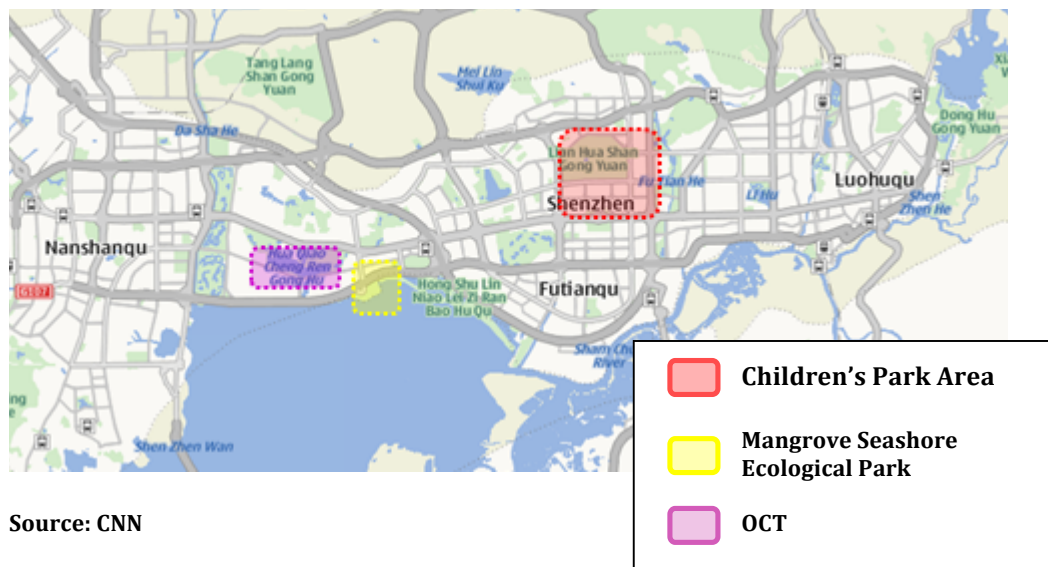 Tang Lang
Shan Gong
Yuan
Mei Lin
Shui Ku
Da Sha He
Dong Hu
Gong Yuan
Lian Hua Shan
Gong Yuan
Fu Tian He
Li Hu
Luohuqu
Shen
Zhen He
Shenzhen
Nanshanqu
Hua Qiao
Cheng Ren
Gong Hu
Hong Shu Lin
Niao Lei Zi Ran
Bao Hu Qu
Futianqu
Sham Chun
River
Shen Zhen Wan
Children's Park Area
Mangrove Seashore
Ecological Park
OCT
Source: CNN